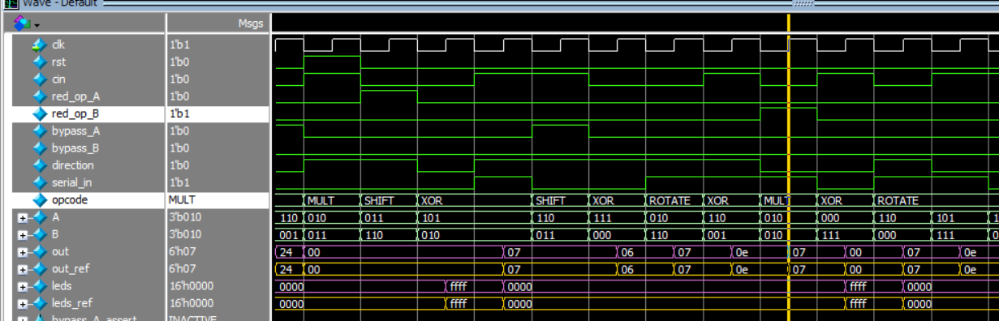 Wave - Default
Msgs
clk 1'b1
rst 1'b0
cin 1'b0
red_op_A 1'b0
red_op_B 1'b1
bypass_A 1'b0
bypass_B 1'b0
direction 1'b0
serial_in 1'b1
opcode MULT MULT SHIFT XOR SHIFT XOR ROTATE XOR MULT XOR ROTATE
A 3'b010 110 010 011 101 110 111 010 110 010 000 110 101 1
B 3'b010 001 011 110 010 011 000 110 001 010 111 000 111 0
out 6'h07 24 00 07 06 07 0e 07 00 07 0e
out_ref 6'h07 24 00 07 06 07 0e 07 00 07 0e
leds 16'h0000 0000 ffff 0000 ffff 0000
leds_ref 16'h0000 0000 ffff 0000 ffff 0000
bypass_A_assert INACTIVE